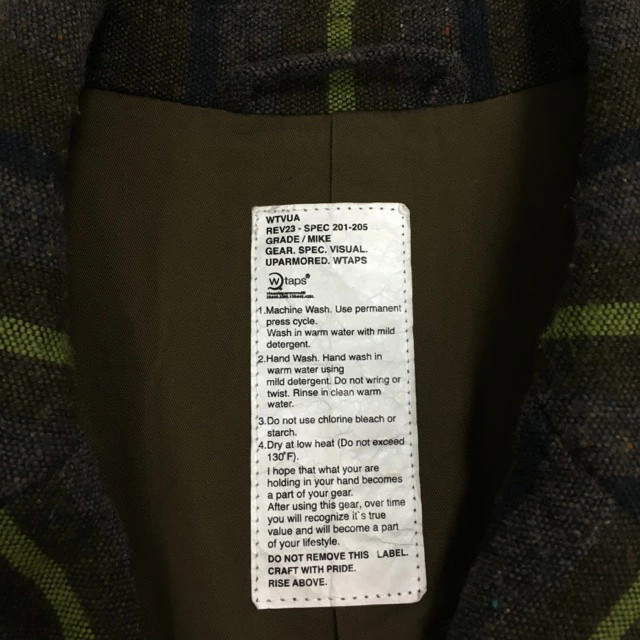 WTVUA
REV23 - SPEC 201-205
GRADE / MIKE
GEAR. SPEC. VISUAL.
UPARMORED. WTAPS
Wtaps®
1.Machine Wash. Use permanent
press cycle.
Wash in warm water with mild
detergent.
2.Hand Wash. Hand wash in
warm water using
mild detergent. Do not wring or
twist. Rinse in clean warm
water.
3.Do not use chlorine bleach or
starch.
4.Dry at low heat (Do not exceed
130°F).
I hope that what your are
holding in your hand becomes
a part of your gear.
After using this gear, over time
you will recognize it`s true
value and will become a part
of your lifestyle.
DO NOT REMOVE THIS LABEL.
CRAFT WITH PRIDE.
RISE ABOVE.